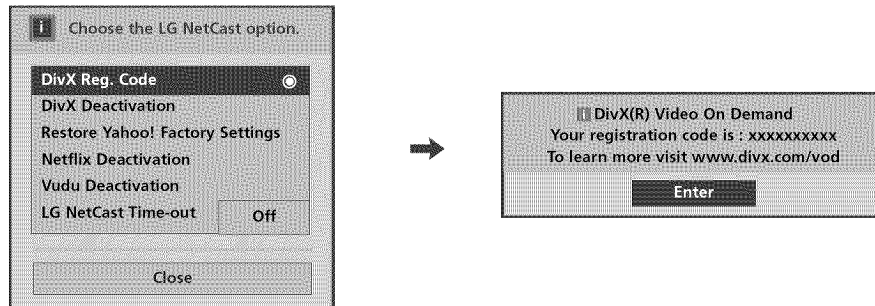 Choose the LG NetCast option.
DivX Reg. Code
DivX Deactivation
Restore Yahoo! Factory Settings
Netflix Deactivation
Vudu Deactivation
LG NetCast Time-out Off
Close
DivX(R) Video On Demand
Your registration code is : xxxxxxxxxx
To learn more visit www.divx.com/vod
Enter